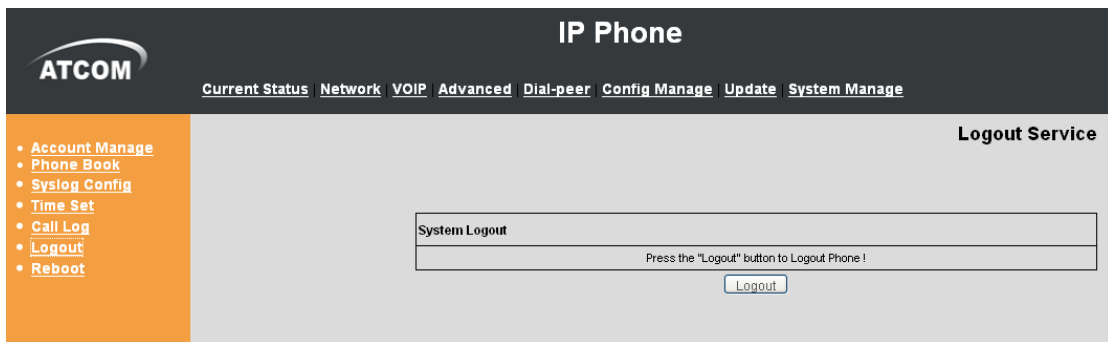 IP Phone
ATCOM
Current Status | Network | VOIP | Advanced | Dial-peer | Config Manage | Update | System Manage
Logout Service
Account Manage
Phone Book
Syslog Config
Time Set
Call Log
Logout
Reboot
System Logout
Press the "Logout" button to Logout Phone !
Logout